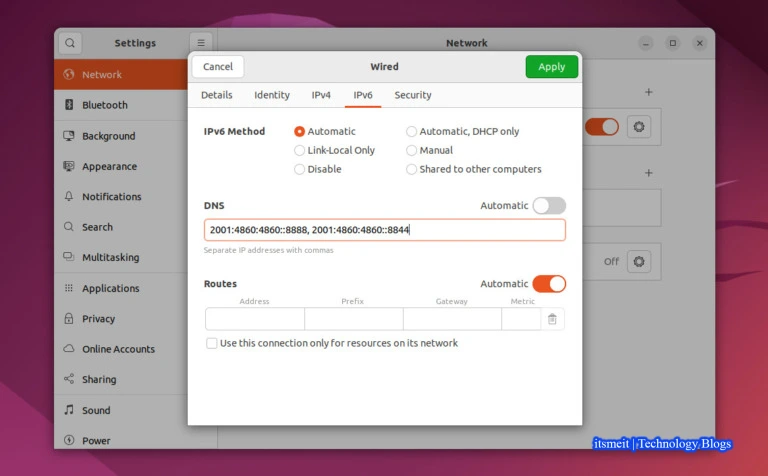 Settings
Network
Cancel
Wired
Apply
Details Identity IPv4 IPv6 Security
Network
Bluetooth
Background
Appearance
Notifications
Search
Multitasking
Applications
Privacy
Online Accounts
Sharing
Sound
Power
IPv6 Method
Automatic
Automatic, DHCP only
Link-Local Only
Manual
Disable
Shared to other computers
DNS
Automatic
2001:4860:4860::8888, 2001:4860:4860::8844
Separate IP addresses with commas
Routes
Automatic
Address Prefix Gateway Metric
Use this connection only for resources on its network
Off
itsmeit | Technology Blogs